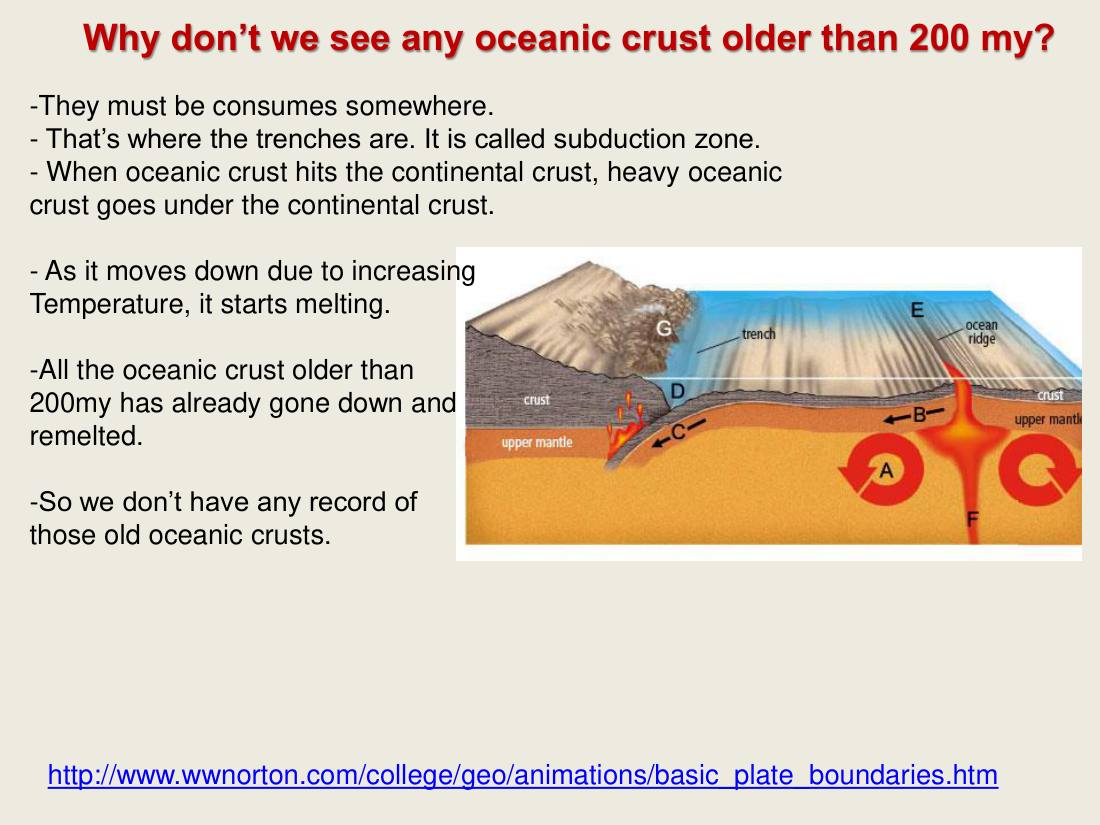 Why don't we see any oceanic crust older than 200 my?
-They must be consumes somewhere.
- That's where the trenches are. It is called subduction zone.
- When oceanic crust hits the continental crust, heavy oceanic
crust goes under the continental crust.
- As it moves down due to increasing
Temperature, it starts melting.
-All the oceanic crust older than
200my has already gone down and
remelted.
-So we don't have any record of
those old oceanic crusts.
E
G
trench
ocean
ridge
D
crust
crust
B
upper mantle
C
upper mantle
A
F
http://www.wwnorton.com/college/geo/animations/basic_plate_boundaries.htm